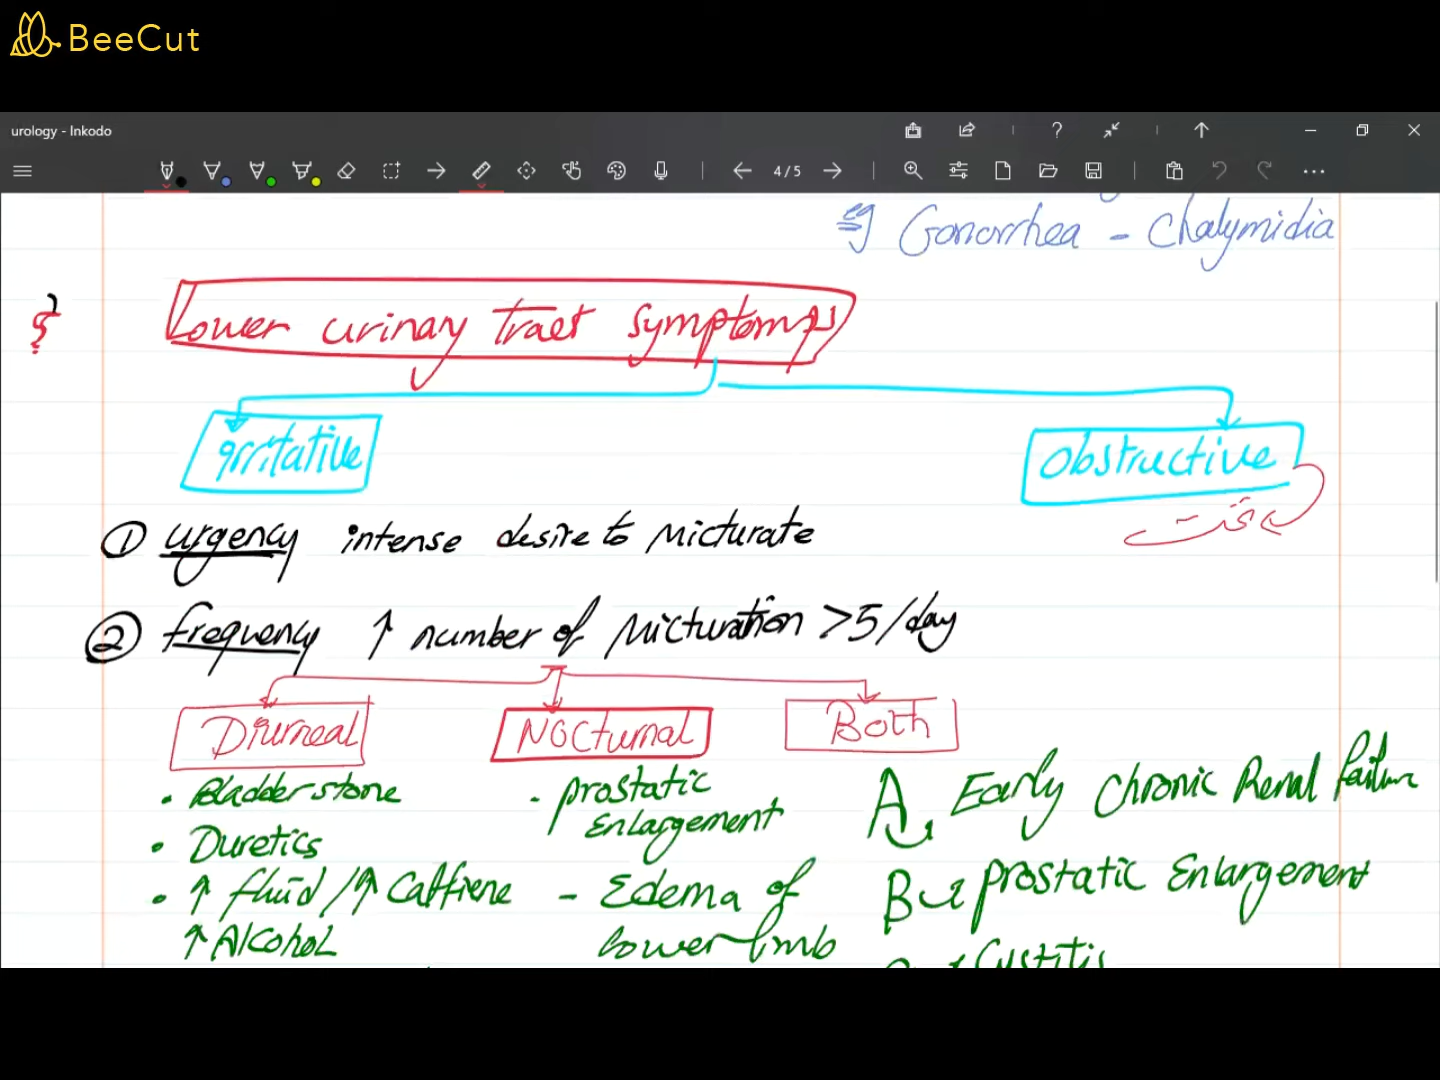 BeeCut
urology - Inkodo
4/5
eg Gonorrhea - Chalymidia
Lower urinary tract symptoms
irritative
obstructive
① urgency intense desire to Micturate
② frequency ↑ number of Micturation >5/day
Diurneal
Nocturnal
Both
• Bladder stone
• Duretics
• ↑ fluid / ↑ Caffiene
↑ Alcohol
- prostatic
Enlargement
- Edema of
lower limb
A Early Chronic Renal failure
B prostatic Enlargement
Cystitis